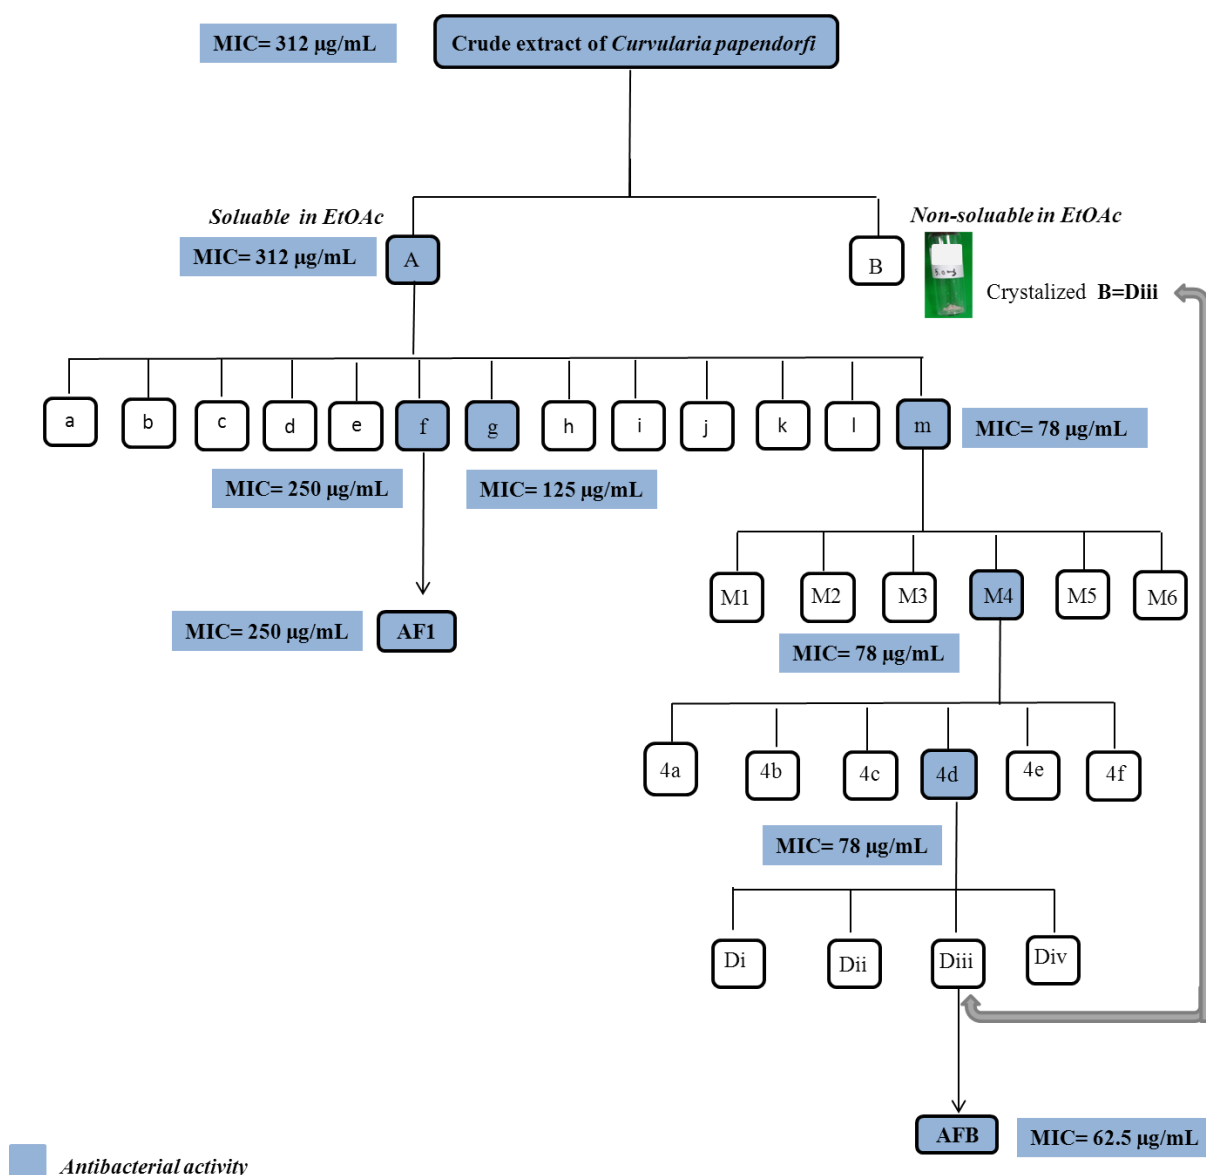 MIC= 312 µg/mL
Crude extract of Curvularia papendorfi
Soluable in EtOAc
Non-soluable in EtOAc
MIC= 312 µg/mL
A
B
Crystalized B=Diii
a
b
c
d
e
f
g
h
i
j
k
l
m
MIC= 78 µg/mL
MIC= 250 µg/mL
MIC= 125 µg/mL
M1
M2
M3
M4
M5
M6
MIC= 250 µg/mL
AF1
MIC= 78 µg/mL
4a
4b
4c
4d
4e
4f
MIC= 78 µg/mL
Di
Dii
Diii
Div
AFB
MIC= 62.5 µg/mL
Antibacterial activity